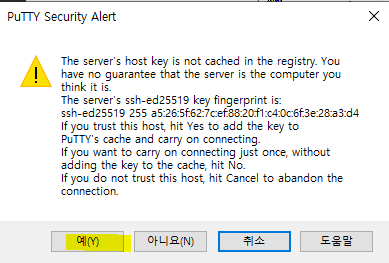 PuTTY Security Alert
The server's host key is not cached in the registry. You
have no guarantee that the server is the computer you
think it is.
The server's ssh-ed25519 key fingerprint is:
ssh-ed25519 255 a5:26:5f:62:7c:ef:88:20:f1:c4:0c:6f:3e:28:a3:d4
If you trust this host, hit Yes to add the key to
PuTTY's cache and carry on connecting.
If you want to carry on connecting just once, without
adding the key to the cache, hit No.
If you do not trust this host, hit Cancel to abandon the
connection.
예(Y) 아니요(N) 취소 도움말